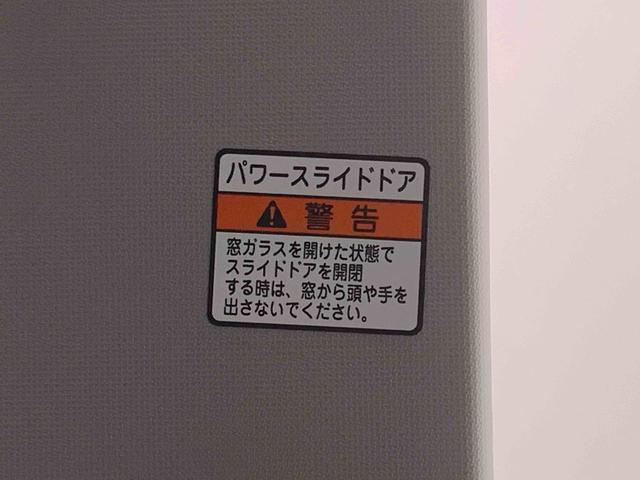 パワースライドドア
警告
窓ガラスを開けた状態で
スライドドアを開閉
する時は、窓から頭や手を
出さないでください。